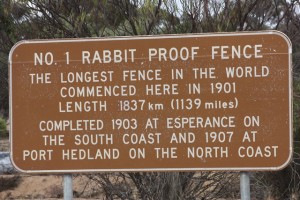 NO. 1 RABBIT PROOF FENCE
THE LONGEST FENCE IN THE WORLD
COMMENCED HERE IN 1901
LENGTH 1837 km (1139 miles)
COMPLETED 1903 AT ESPERANCE ON
THE SOUTH COAST AND 1907 AT
PORT HEDLAND ON THE NORTH COAST